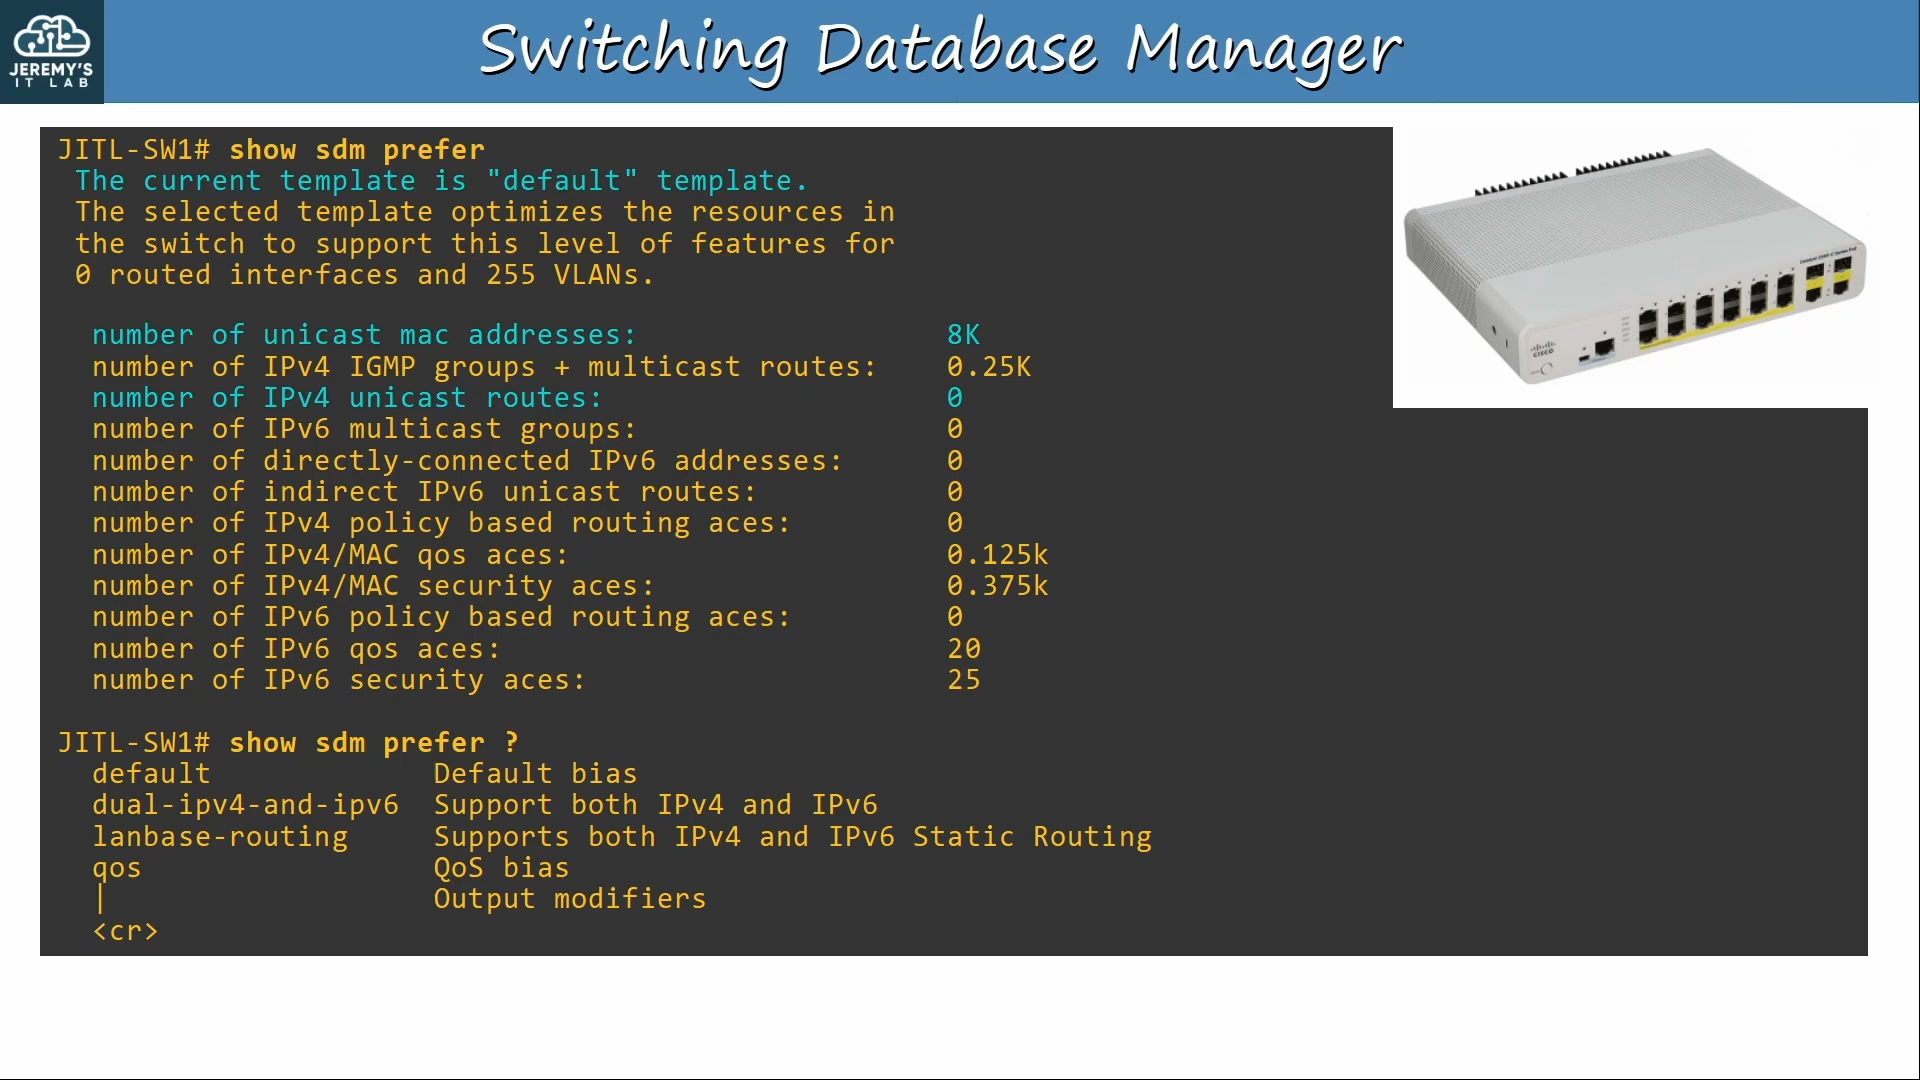 JEREMY'S
IT LAB
Switching Database Manager
JITL-SW1# show sdm prefer
The current template is "default" template.
The selected template optimizes the resources in
the switch to support this level of features for
0 routed interfaces and 255 VLANs.
number of unicast mac addresses: 8K
number of IPv4 IGMP groups + multicast routes: 0.25K
number of IPv4 unicast routes: 0
number of IPv6 multicast groups: 0
number of directly-connected IPv6 addresses: 0
number of indirect IPv6 unicast routes: 0
number of IPv4 policy based routing aces: 0
number of IPv4/MAC qos aces: 0.125k
number of IPv4/MAC security aces: 0.375k
number of IPv6 policy based routing aces: 0
number of IPv6 qos aces: 20
number of IPv6 security aces: 25
JITL-SW1# show sdm prefer ?
default Default bias
dual-ipv4-and-ipv6 Support both IPv4 and IPv6
lanbase-routing Supports both IPv4 and IPv6 Static Routing
qos QoS bias
| Output modifiers
<cr>
CISCO